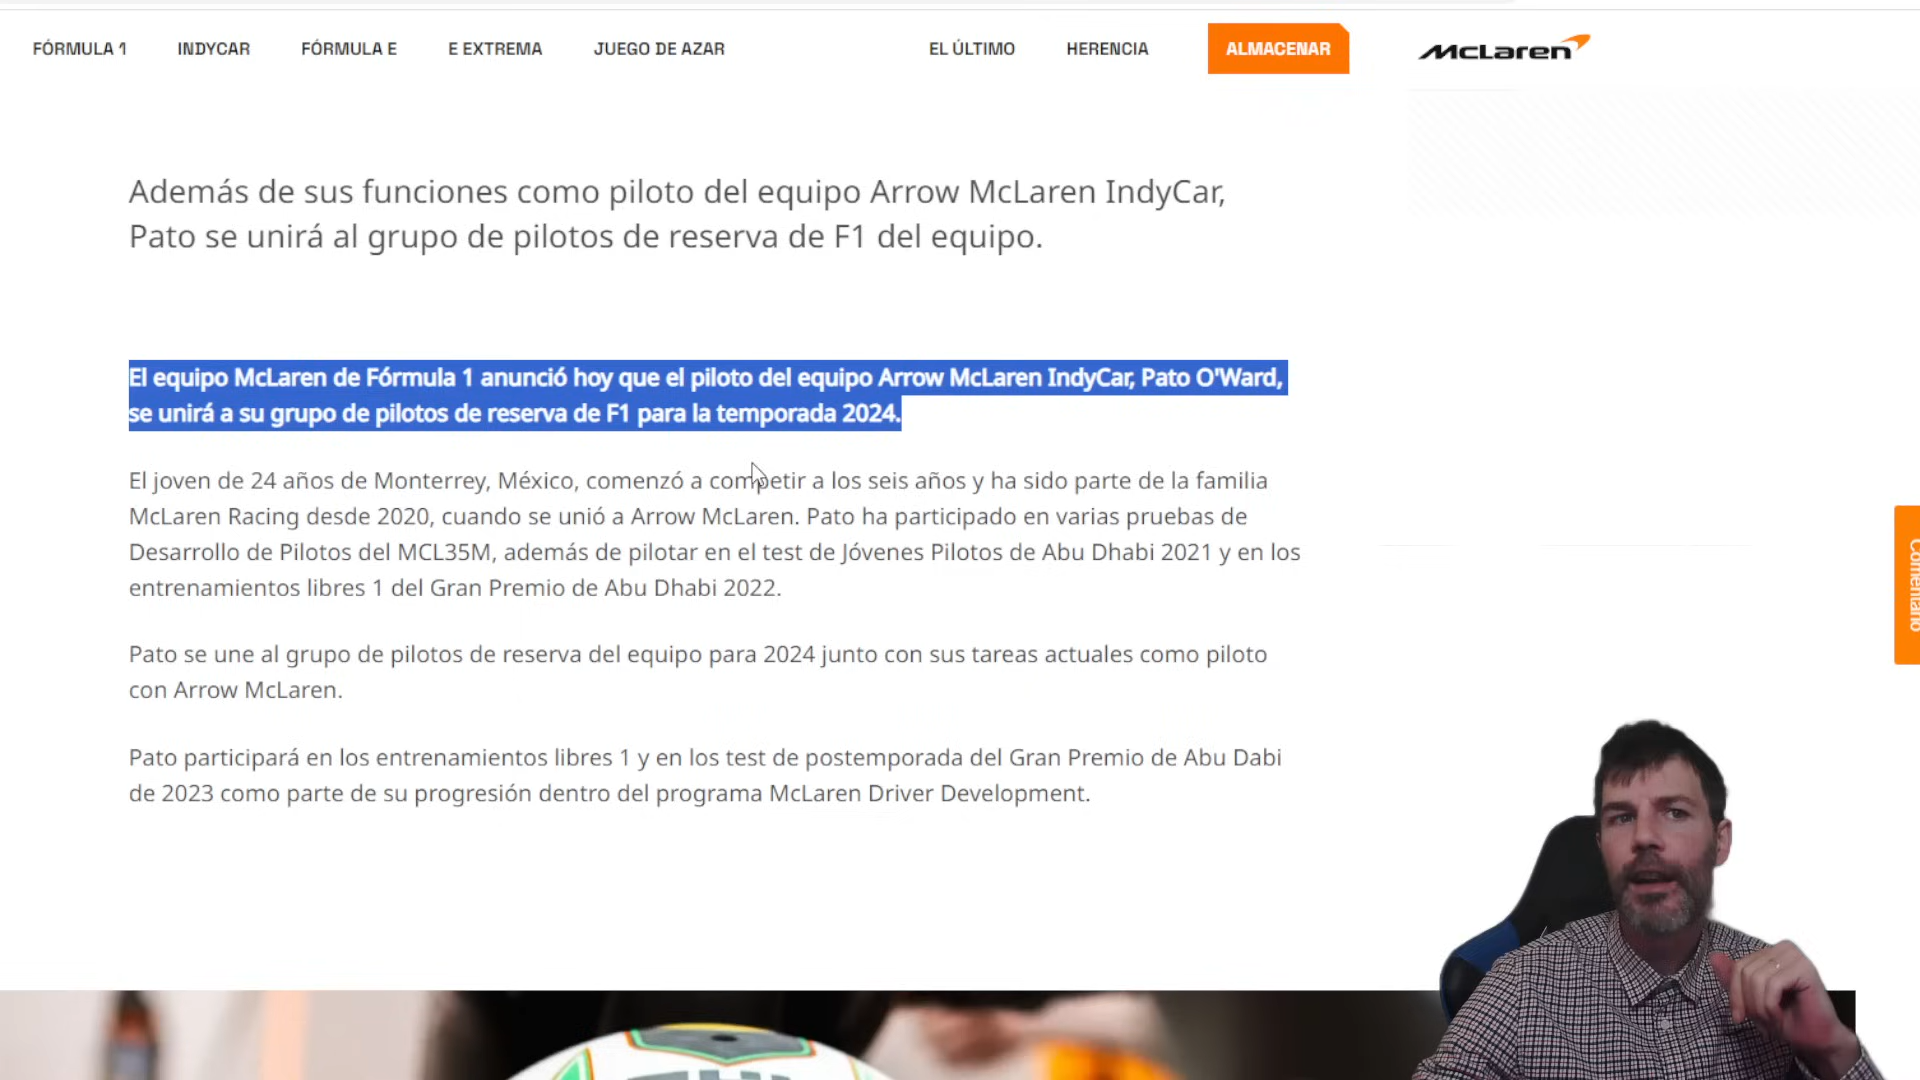 FÓRMULA 1 INDYCAR FÓRMULA E E EXTREMA JUEGO DE AZAR EL ÚLTIMO HERENCIA ALMACENAR McLaren
Además de sus funciones como piloto del equipo Arrow McLaren IndyCar,
Pato se unirá al grupo de pilotos de reserva de F1 del equipo.
El equipo McLaren de Fórmula 1 anunció hoy que el piloto del equipo Arrow McLaren IndyCar, Pato O'Ward,
se unirá a su grupo de pilotos de reserva de F1 para la temporada 2024.
El joven de 24 años de Monterrey, México, comenzó a competir a los seis años y ha sido parte de la familia
McLaren Racing desde 2020, cuando se unió a Arrow McLaren. Pato ha participado en varias pruebas de
Desarrollo de Pilotos del MCL35M, además de pilotar en el test de Jóvenes Pilotos de Abu Dhabi 2021 y en los
entrenamientos libres 1 del Gran Premio de Abu Dhabi 2022.
Pato se une al grupo de pilotos de reserva del equipo para 2024 junto con sus tareas actuales como piloto
con Arrow McLaren.
Pato participará en los entrenamientos libres 1 y en los test de postemporada del Gran Premio de Abu Dabi
de 2023 como parte de su progresión dentro del programa McLaren Driver Development.
Comentario